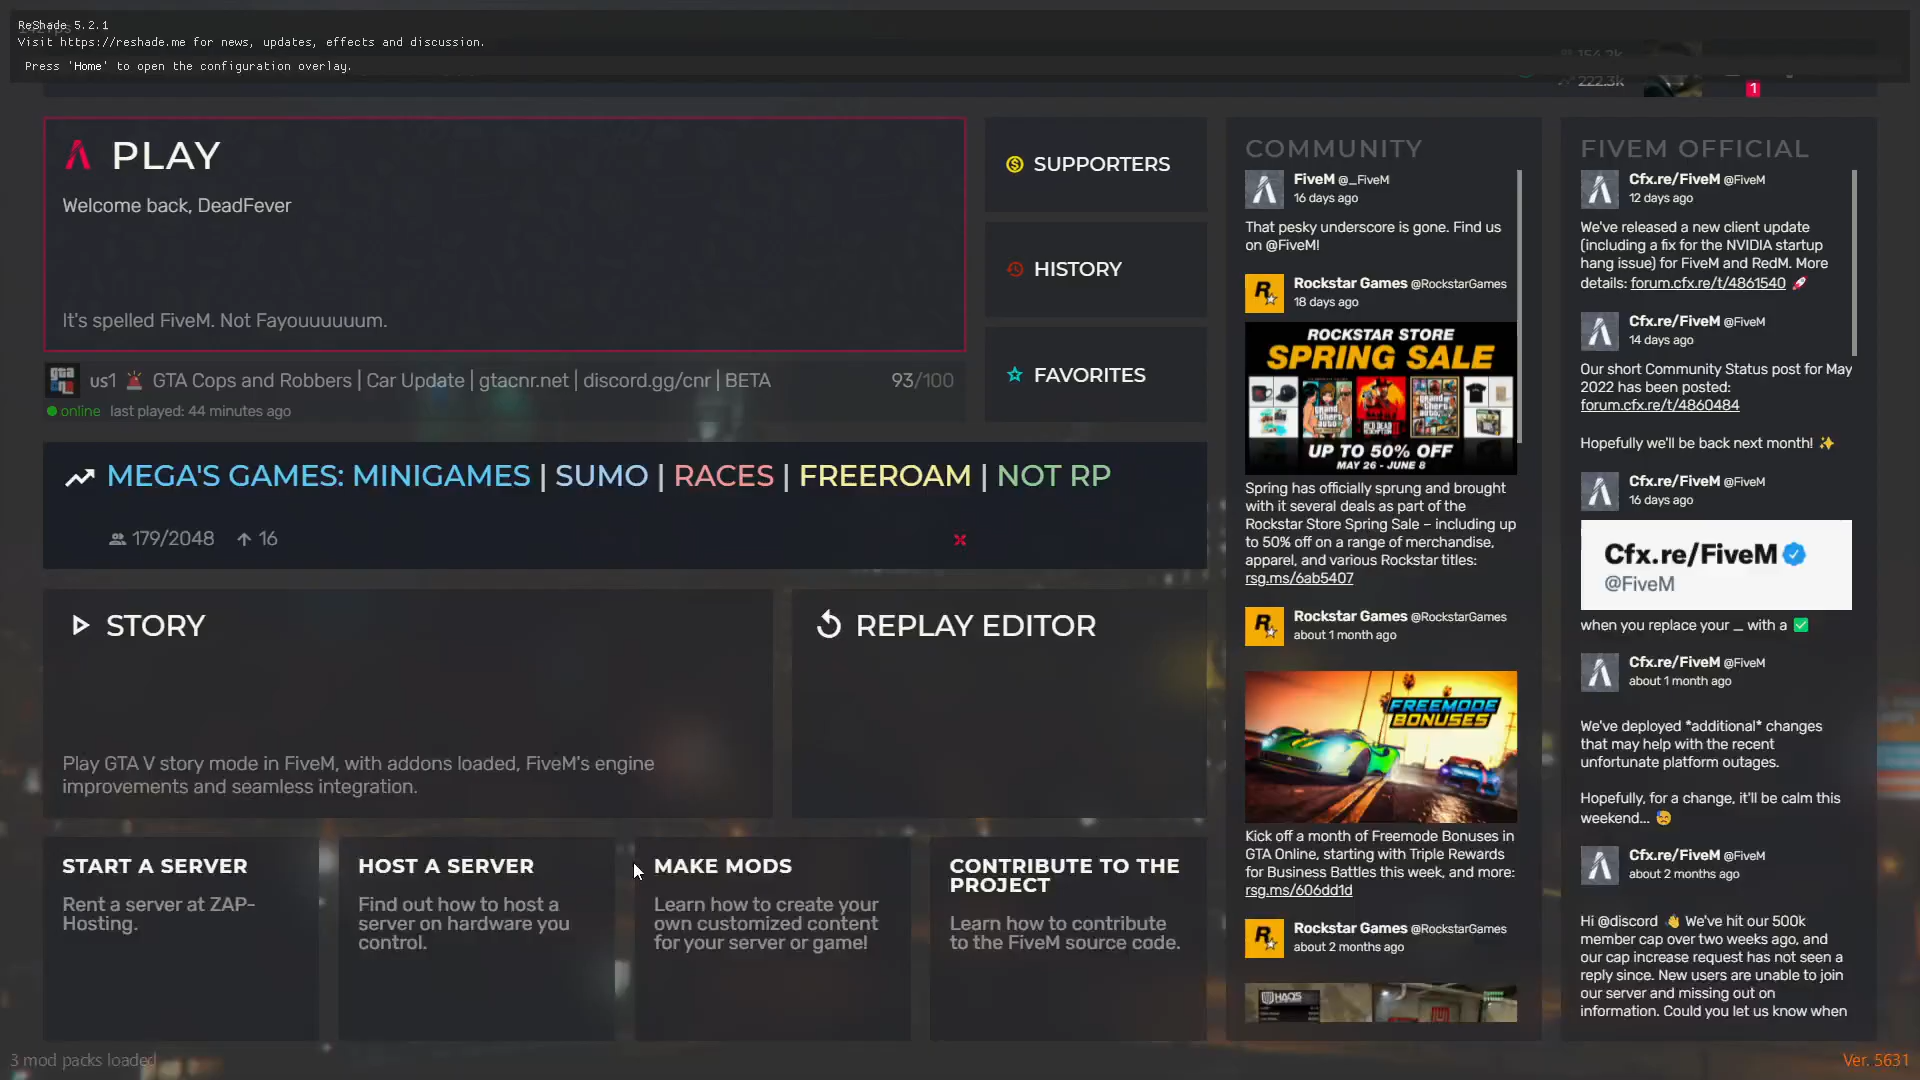 ReShade 5.2.1
Visit https://reshade.me for news, updates, effects and discussion.
Press 'Home' to open the configuration overlay.
154.2k
222.3k
1
PLAY
Welcome back, DeadFever
It's spelled FiveM. Not Fayouuuuuum.
us1 🚨 GTA Cops and Robbers | Car Update | gtacnr.net | discord.gg/cnr | BETA
93/100
online last played: 44 minutes ago
SUPPORTERS
HISTORY
FAVORITES
MEGA'S GAMES: MINIGAMES | SUMO | RACES | FREEROAM | NOT RP
179/2048 16
STORY
Play GTA V story mode in FiveM, with addons loaded, FiveM's engine
improvements and seamless integration.
REPLAY EDITOR
START A SERVER
Rent a server at ZAP-
Hosting.
HOST A SERVER
Find out how to host a
server on hardware you
control.
MAKE MODS
Learn how to create your
own customized content
for your server or game!
CONTRIBUTE TO THE
PROJECT
Learn how to contribute
to the FiveM source code.
COMMUNITY
FiveM @_FiveM
16 days ago
That pesky underscore is gone. Find us
on @FiveM!
Rockstar Games @RockstarGames
18 days ago
ROCKSTAR STORE
SPRING SALE
UP TO 50% OFF
MAY 26 - JUNE 8
Spring has officially sprung and brought
with it several deals as part of the
Rockstar Store Spring Sale – including up
to 50% off on a range of merchandise,
apparel, and various Rockstar titles:
rsg.ms/6ab5407
Rockstar Games @RockstarGames
about 1 month ago
FREEMODE
BONUSES
Kick off a month of Freemode Bonuses in
GTA Online, starting with Triple Rewards
for Business Battles this week, and more:
rsg.ms/606dd1d
Rockstar Games @RockstarGames
about 2 months ago
FIVEM OFFICIAL
Cfx.re/FiveM @FiveM
12 days ago
We've released a new client update
(including a fix for the NVIDIA startup
hang issue) for FiveM and RedM. More
details: forum.cfx.re/t/4861540 🚀
Cfx.re/FiveM @FiveM
14 days ago
Our short Community Status post for May
2022 has been posted:
forum.cfx.re/t/4860484
Hopefully we'll be back next month! ✨
Cfx.re/FiveM @FiveM
16 days ago
Cfx.re/FiveM
@FiveM
when you replace your _ with a ✅
Cfx.re/FiveM @FiveM
about 1 month ago
We've deployed *additional* changes
that may help with the recent
unfortunate platform outages.
Hopefully, for a change, it'll be calm this
weekend... 😓
Cfx.re/FiveM @FiveM
about 2 months ago
Hi @discord 👋 We've hit our 500k
member cap over two weeks ago, and
our cap increase request has not seen a
reply since. New users are unable to join
our server and missing out on
information. Could you let us know when
3 mod packs loaded
Ver. 5631